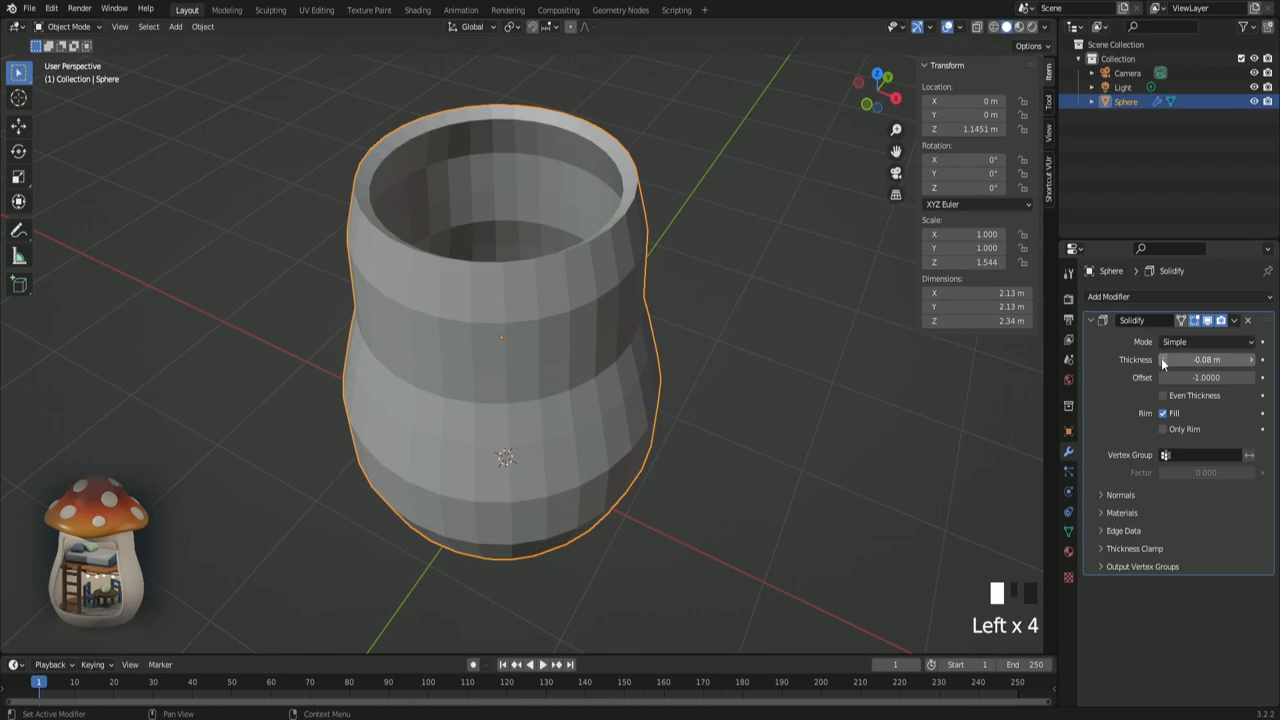 File Edit Render Window Help Layout Modeling Sculpting UV Editing Texture Paint Shading Animation Rendering Compositing Geometry Nodes Scripting + Scene ViewLayer
Object Mode View Select Add Object Global
Options
User Perspective
(1) Collection | Sphere
Z
Y
X
Transform
Location:
X 0 m
Y 0 m
Z 1.1451 m
Rotation:
X 0°
Y 0°
Z 0°
XYZ Euler
Scale:
X 1.000
Y 1.000
Z 1.544
Dimensions:
X 2.13 m
Y 2.13 m
Z 2.34 m
Item
Tool
View
Shortcut VUr
Scene Collection
Collection
Camera
Light
Sphere
Sphere > Solidify
Add Modifier
Solidify
Mode Simple
Thickness -0.08 m
Offset -1.0000
Even Thickness
Rim Fill
Only Rim
Vertex Group
Factor 0.000
Normals
Materials
Edge Data
Thickness Clamp
Output Vertex Groups
Left x 4
Playback Keying View Marker 1 Start 1 End 250
1 10 20 30 40 50 60 70 80 90 100 110 120 130 140 150 160 170 180 190 200 210 220 230 240 250
Set Active Modifier Pan View Context Menu 3.2.2